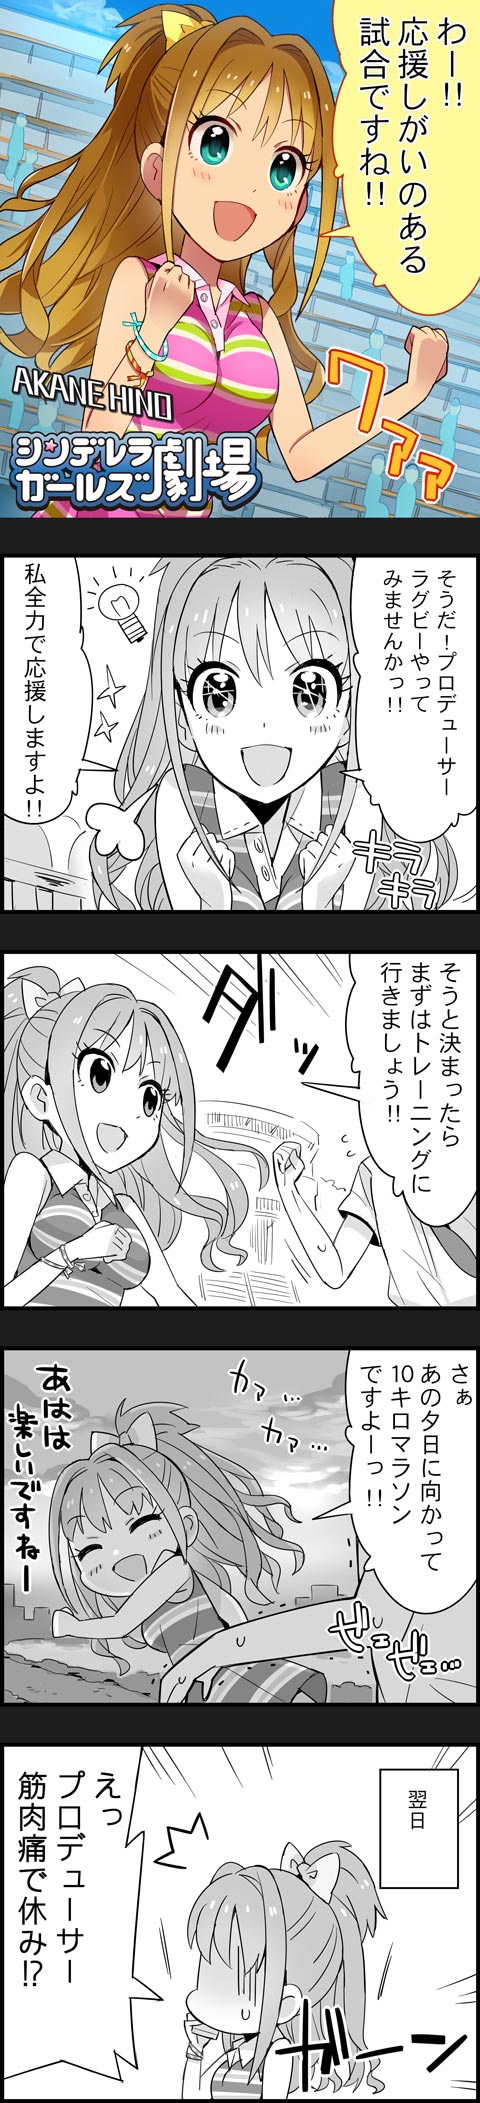 わー!!
応援しがいのある
試合ですね!!
ワァァァ
AKANE HINO
シンデレラ
ガールズ劇場
そうだ!プロデューサー
ラグビーやって
みませんかっ!!
私全力で応援しますよ!!
キラ
キラ
そうと決まったら
まずはトレーニングに
行きましょう!!
ダッ
さぁ
あの夕日に向かって
10キロマラソン
ですよーっ!!
カァ…
カァ…
あはは
楽しいですねー
ゼェ
ゼェ…
翌日
えっ
プロデューサー
筋肉痛で休み!?
ガーン